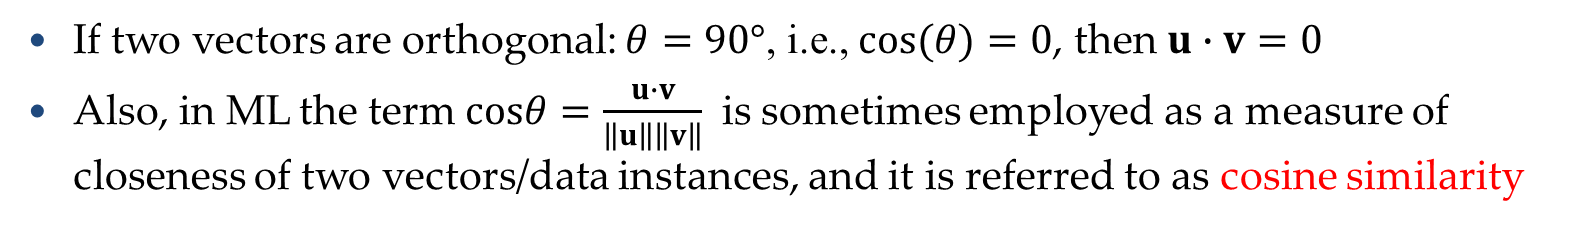 • If two vectors are orthogonal: θ = 90°, i.e., cos(θ) = 0, then u · v = 0
• Also, in ML the term cosθ = u·v / ‖u‖‖v‖ is sometimes employed as a measure of
closeness of two vectors/data instances, and it is referred to as cosine similarity